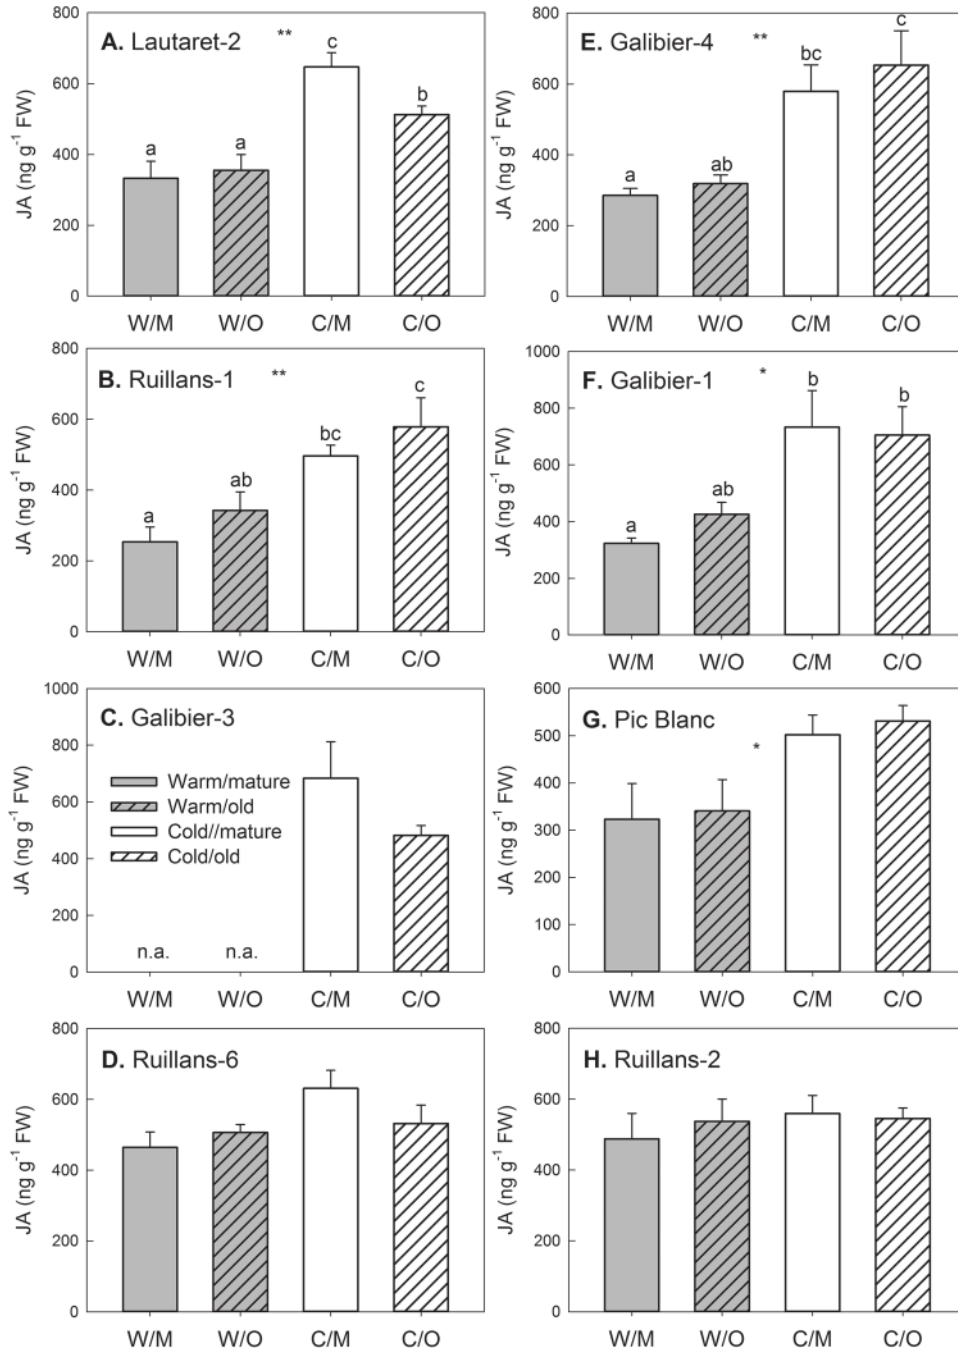 A. Lautaret-2 **
JA (ng g⁻¹ FW)
800
600
400
200
0
a
a
c
b
W/M W/O C/M C/O
E. Galibier-4 **
JA (ng g⁻¹ FW)
800
600
400
200
0
a
ab
bc
c
W/M W/O C/M C/O
B. Ruillans-1 **
JA (ng g⁻¹ FW)
800
600
400
200
0
a
ab
bc
c
W/M W/O C/M C/O
F. Galibier-1 *
JA (ng g⁻¹ FW)
1000
800
600
400
200
0
a
ab
b
b
W/M W/O C/M C/O
C. Galibier-3
JA (ng g⁻¹ FW)
1000
800
600
400
200
0
Warm/mature
Warm/old
Cold//mature
Cold/old
n.a. n.a.
W/M W/O C/M C/O
G. Pic Blanc
*
JA (ng g⁻¹ FW)
600
500
400
300
200
100
0
W/M W/O C/M C/O
D. Ruillans-6
JA (ng g⁻¹ FW)
800
600
400
200
0
W/M W/O C/M C/O
H. Ruillans-2
JA (ng g⁻¹ FW)
800
600
400
200
0
W/M W/O C/M C/O